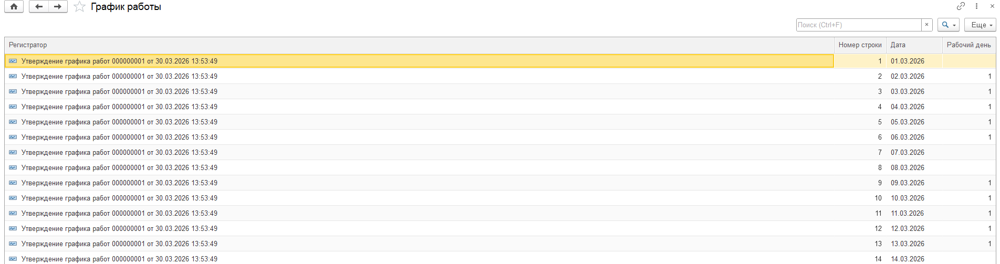 График работы
Поиск (Ctrl+F) × Еще
Регистратор Номер строки Дата Рабочий день
Утверждение графика работ 000000001 от 30.03.2026 13:53:49 1 01.03.2026
Утверждение графика работ 000000001 от 30.03.2026 13:53:49 2 02.03.2026 1
Утверждение графика работ 000000001 от 30.03.2026 13:53:49 3 03.03.2026 1
Утверждение графика работ 000000001 от 30.03.2026 13:53:49 4 04.03.2026 1
Утверждение графика работ 000000001 от 30.03.2026 13:53:49 5 05.03.2026 1
Утверждение графика работ 000000001 от 30.03.2026 13:53:49 6 06.03.2026 1
Утверждение графика работ 000000001 от 30.03.2026 13:53:49 7 07.03.2026
Утверждение графика работ 000000001 от 30.03.2026 13:53:49 8 08.03.2026
Утверждение графика работ 000000001 от 30.03.2026 13:53:49 9 09.03.2026 1
Утверждение графика работ 000000001 от 30.03.2026 13:53:49 10 10.03.2026 1
Утверждение графика работ 000000001 от 30.03.2026 13:53:49 11 11.03.2026 1
Утверждение графика работ 000000001 от 30.03.2026 13:53:49 12 12.03.2026 1
Утверждение графика работ 000000001 от 30.03.2026 13:53:49 13 13.03.2026 1
Утверждение графика работ 000000001 от 30.03.2026 13:53:49 14 14.03.2026